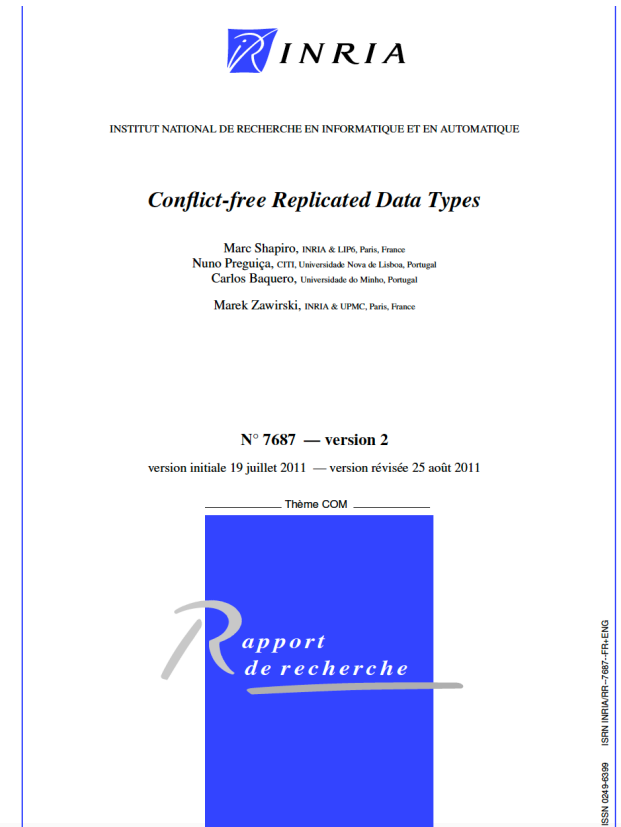 INRIA
INSTITUT NATIONAL DE RECHERCHE EN INFORMATIQUE ET EN AUTOMATIQUE
Conflict-free Replicated Data Types
Marc Shapiro, INRIA & LIP6, Paris, France
Nuno Preguiça, CITI, Universidade Nova de Lisboa, Portugal
Carlos Baquero, Universidade do Minho, Portugal
Marek Zawirski, INRIA & UPMC, Paris, France
N° 7687 — version 2
version initiale 19 juillet 2011 — version révisée 25 août 2011
Thème COM
Rapport
de recherche
ISSN 0249-6399 ISRN INRIA/RR--7687--FR+ENG